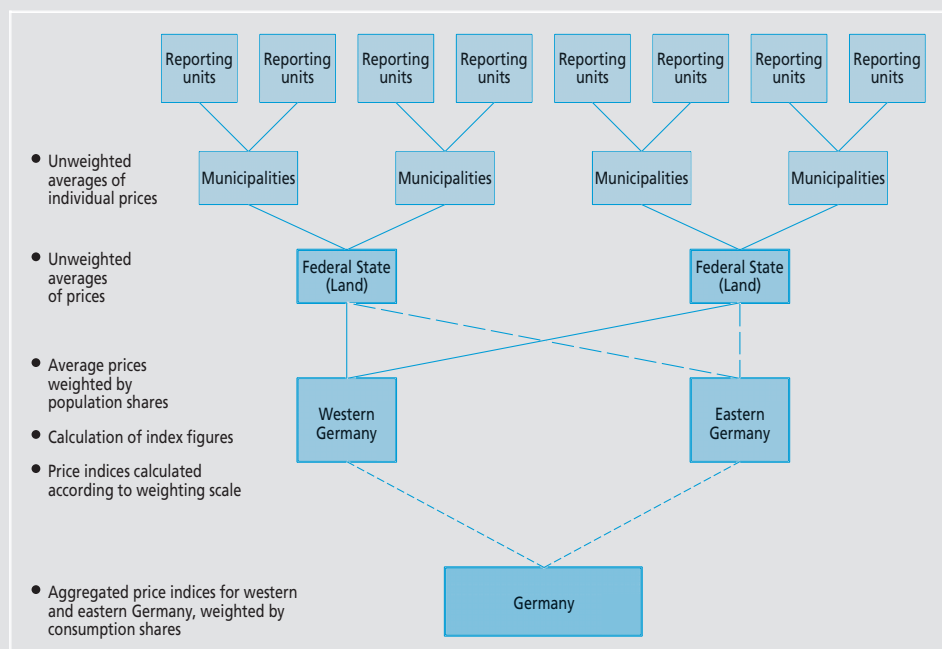 Reporting units
Reporting units
Reporting units
Reporting units
Reporting units
Reporting units
Reporting units
Reporting units
• Unweighted
averages of
individual prices
Municipalities
Municipalities
Municipalities
Municipalities
• Unweighted
averages
of prices
Federal State
(Land)
Federal State
(Land)
• Average prices
weighted by
population shares
• Calculation of index figures
• Price indices calculated
according to weighting scale
Western
Germany
Eastern
Germany
• Aggregated price indices for western
and eastern Germany, weighted by
consumption shares
Germany